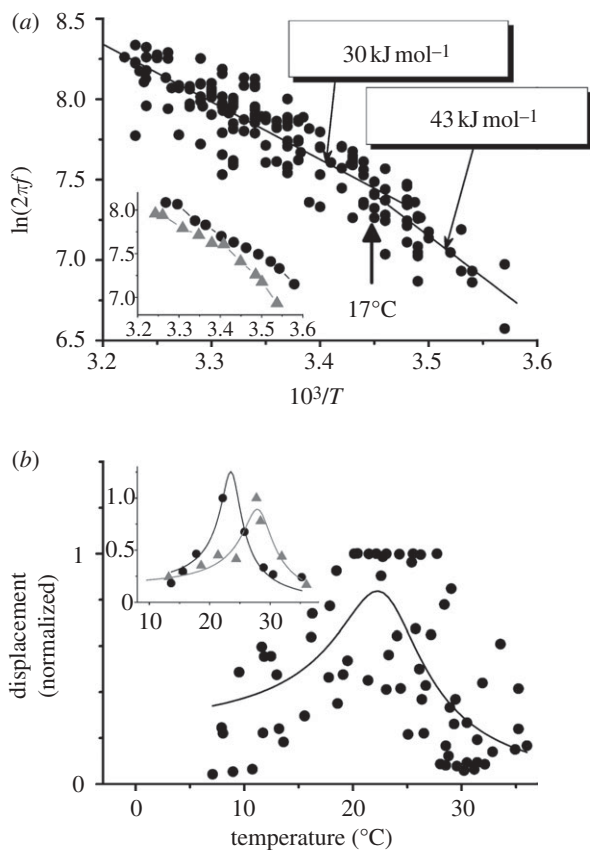 (a)
8.5
8.0
7.5
7.0
6.5
ln(2πf)
30 kJ mol–1
43 kJ mol–1
17°C
8.0
7.5
7.0
3.2 3.3 3.4 3.5 3.6
3.2 3.3 3.4 3.5 3.6
10³/T
(b)
1.0
0.5
0
10 20 30
1
0
displacement
(normalized)
0 10 20 30
temperature (°C)